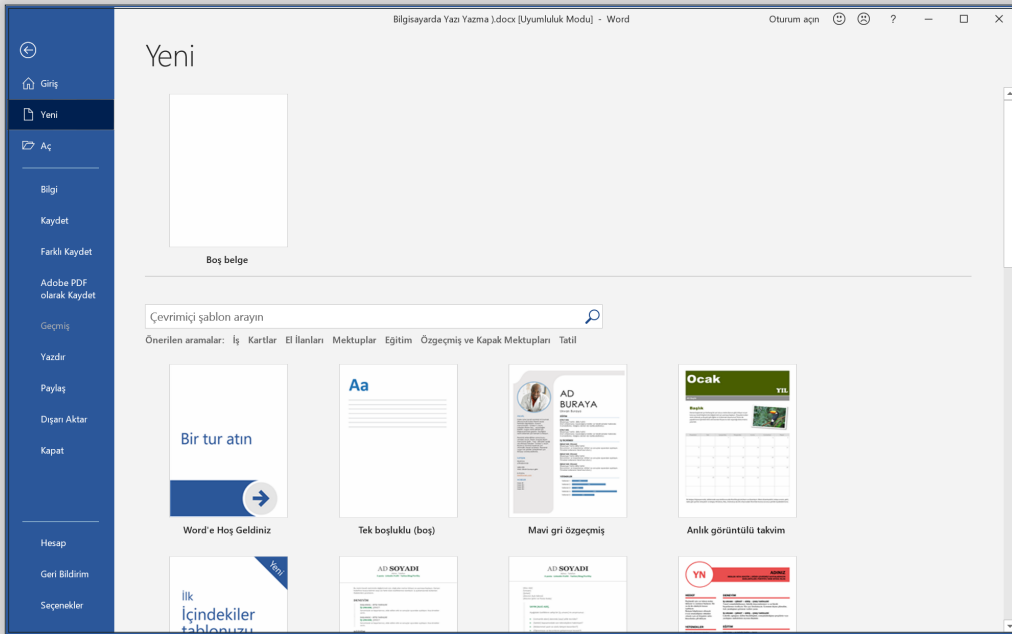 Bilgisayarda Yazı Yazma ).docx [Uyumluluk Modu] - Word
Oturum açın
?
Giriş
Yeni
Aç
Bilgi
Kaydet
Farklı Kaydet
Adobe PDF
olarak Kaydet
Geçmiş
Yazdır
Paylaş
Dışarı Aktar
Kapat
Hesap
Geri Bildirim
Seçenekler
Yeni
Boş belge
Çevrimiçi şablon arayın
Önerilen aramalar: İş Kartlar El İlanları Mektuplar Eğitim Özgeçmiş ve Kapak Mektupları Tatil
Bir tur atın
Word'e Hoş Geldiniz
Aa
Tek boşluklu (boş)
AD
BURAYA
Mavi gri özgeçmiş
Ocak
YIL
Başlık
Anlık görüntülü takvim
Yeni
İlk
İçindekiler
tablonuzu
AD SOYADI
AD SOYADI
YN
ADINIZ